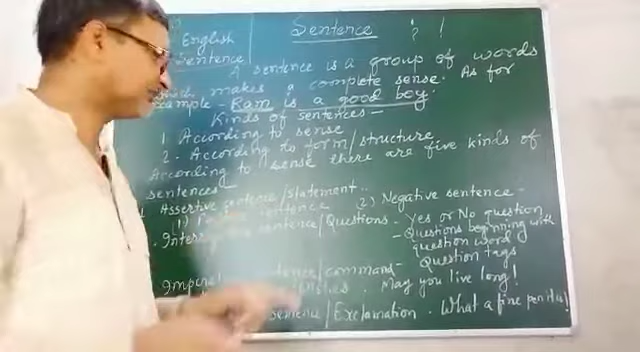 English Sentence ? !
Sentence
A sentence is a group of words
which makes a complete sense. As for
example - Ram is a good boy.
Kinds of sentences -
1 According to sense
2. According to form/structure
According to sense there are five kinds of
sentences -
Assertive sentence/statement..
(1) sentence 2) Negative sentence -
sentence/Questions. Yes or No question
- Questions beginning with
question word
Question tags
/command -
May you live long!
sentence/Exclamation. What a fine pen it is!